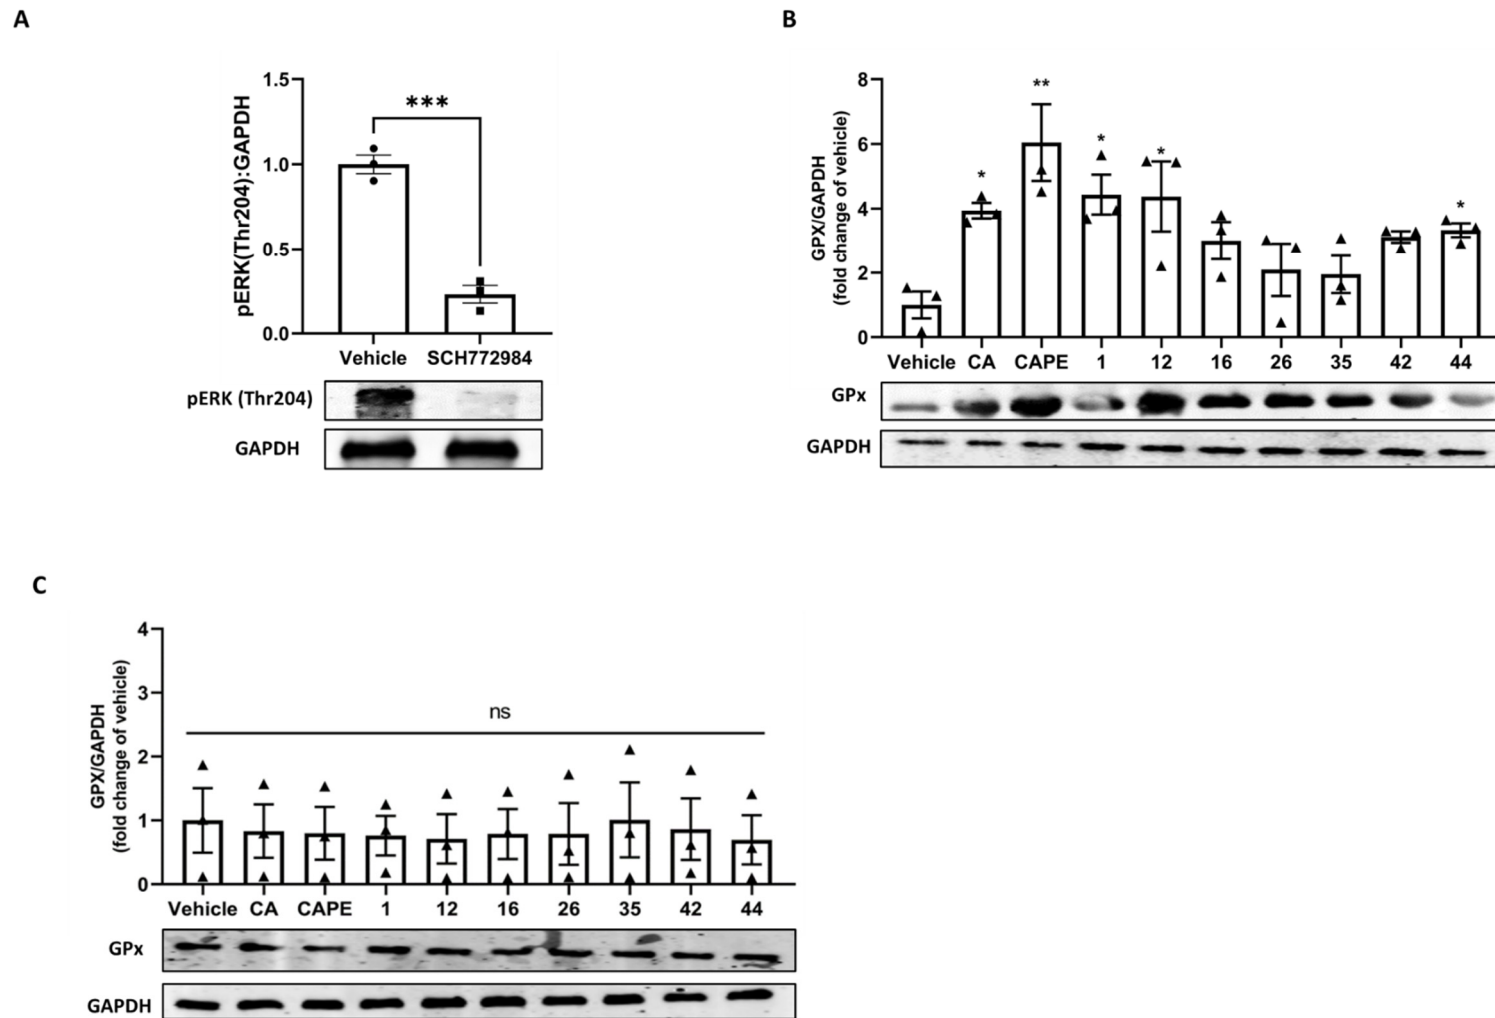 A
pERK(Thr204):GAPDH
1.5
1.0
0.5
0.0
***
Vehicle SCH772984
pERK (Thr204)
GAPDH
B
GPX/GAPDH
(fold change of vehicle)
8
6
4
2
0
* ** * * *
Vehicle CA CAPE 1 12 16 26 35 42 44
GPx
GAPDH
C
GPX/GAPDH
(fold change of vehicle)
4
3
2
1
0
ns
Vehicle CA CAPE 1 12 16 26 35 42 44
GPx
GAPDH